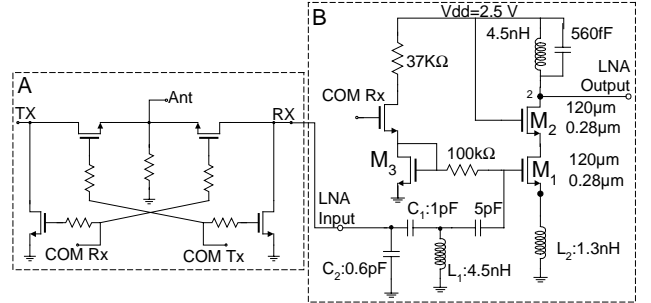 B
Vdd=2.5 V
4.5nH
560fF
37KΩ
LNA
Output
A
Ant
COM Rx
2
120µm
TX
RX
M2
0.28µm
M3
100kΩ
120µm
M1
0.28µm
LNA
Input
C1:1pF
5pF
COM Rx
COM Tx
C2:0.6pF
L1:4.5nH
L2:1.3nH